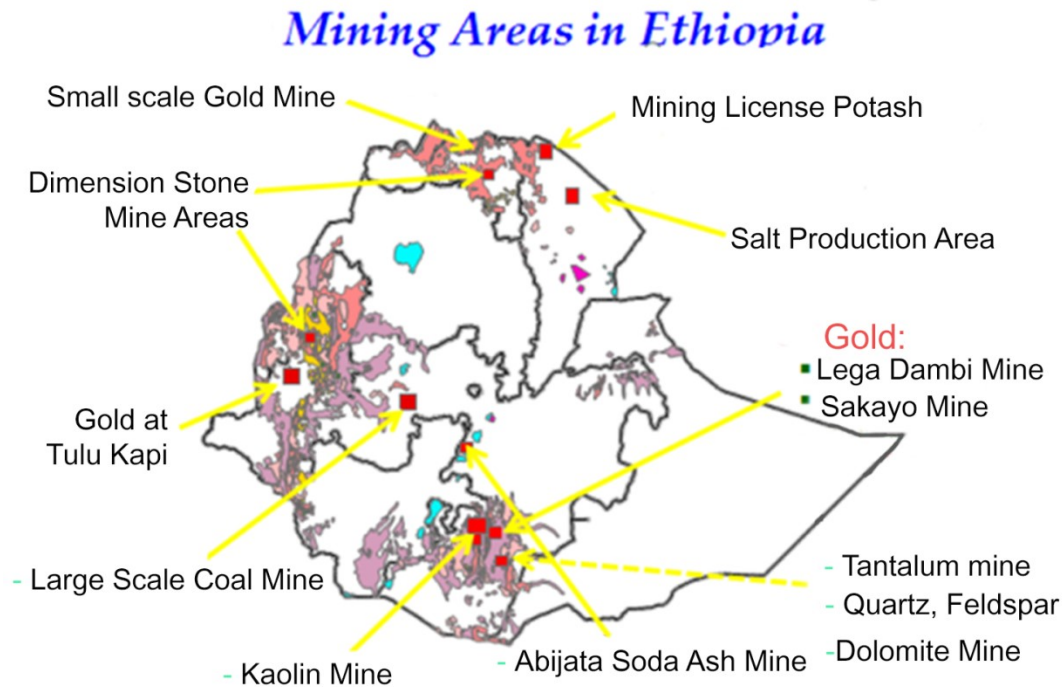 Mining Areas in Ethiopia
Small scale Gold Mine
Mining License Potash
Dimension Stone
Mine Areas
Salt Production Area
Gold:
Lega Dambi Mine
Sakayo Mine
Gold at
Tulu Kapi
- Large Scale Coal Mine
- Tantalum mine
- Quartz, Feldspar
-Dolomite Mine
- Kaolin Mine
- Abijata Soda Ash Mine